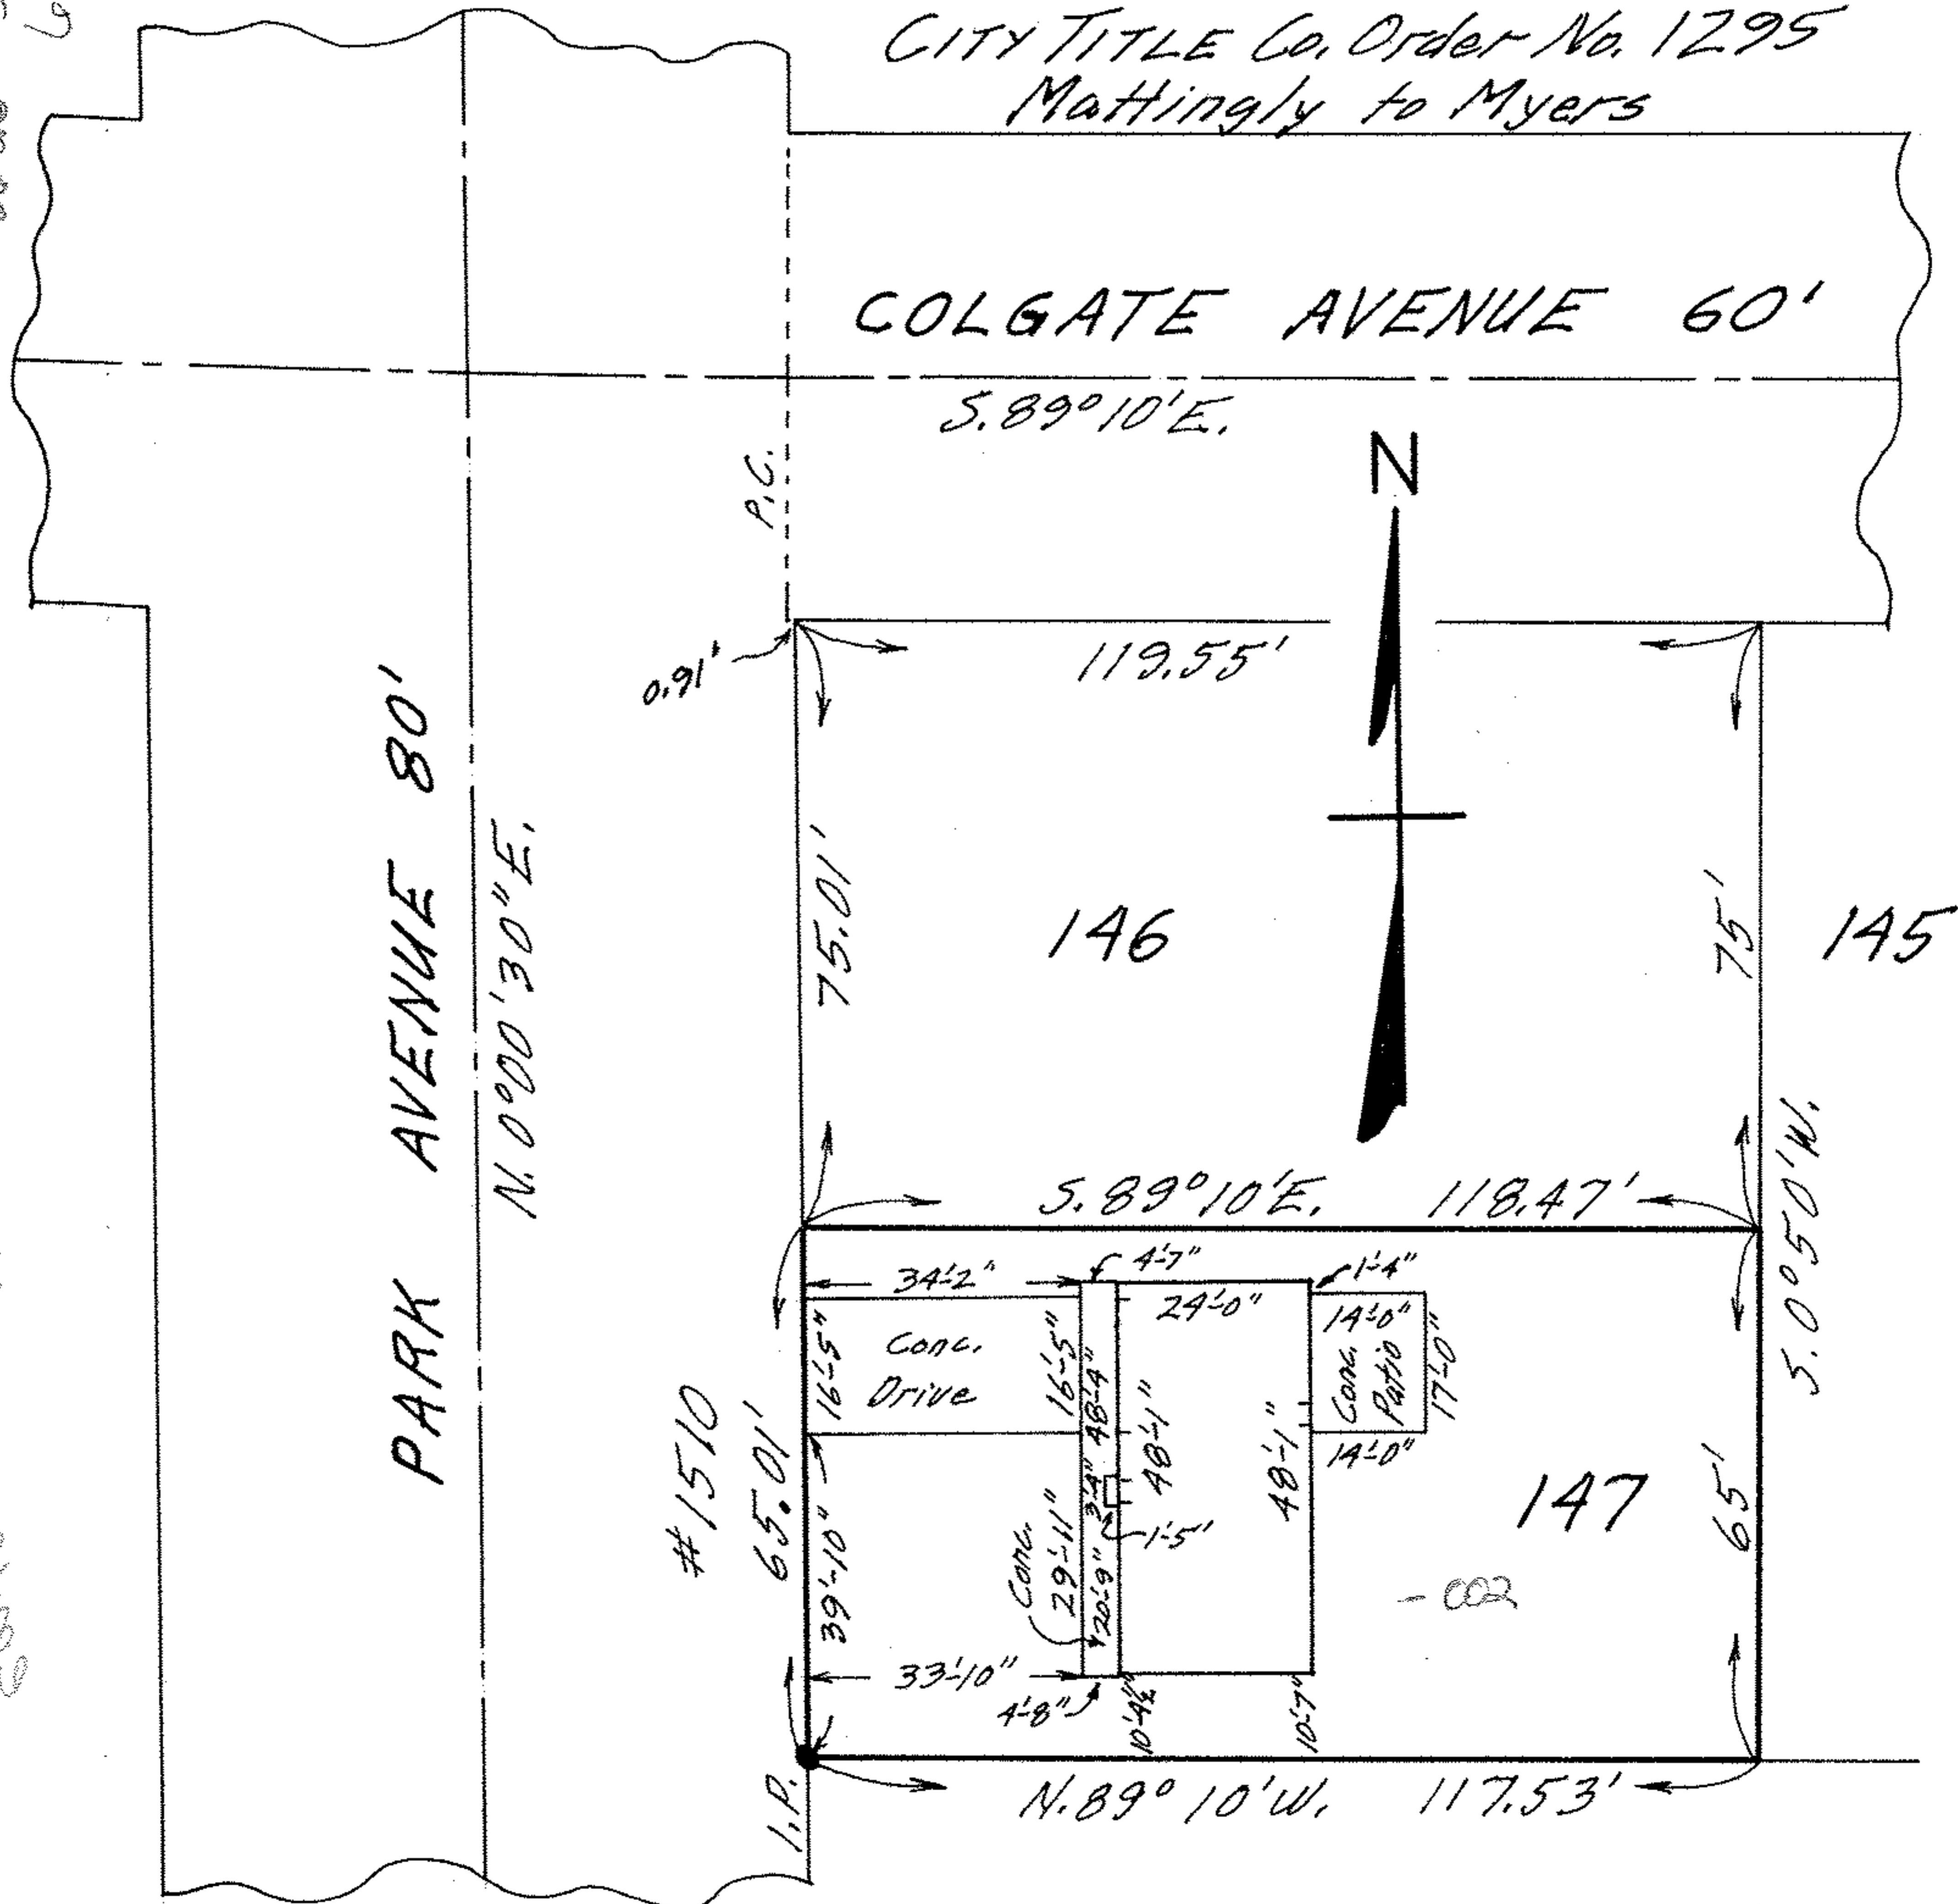 CITY TITLE Co. Order No. 1295
Mattingly to Myers
COLGATE AVENUE 60'
S. 89° 10' E.
P.C.
N
0.91'
119.55'
PARK AVENUE 80'
N. 0° 00' 30" E.
75.01'
146
75'
145
S. 0° 50' W.
S. 89° 10' E. 118.47'
34'-2"
4'-7"
24'-0"
1'-4"
14'-0"
16'-5"
Conc.
Drive
16'-5"
48'-4"
48'-1"
48'-1"
Conc.
Patio
17'-0"
14'-0"
#1510
65.01'
39'-10"
Conc.
29'-11"
3'-4"
20'-9"
1'-5'
147
65'
- 002
33'-10"
4'-8"
10'-4½"
10'-7"
I.P.
N. 89° 10' W. 117.53'